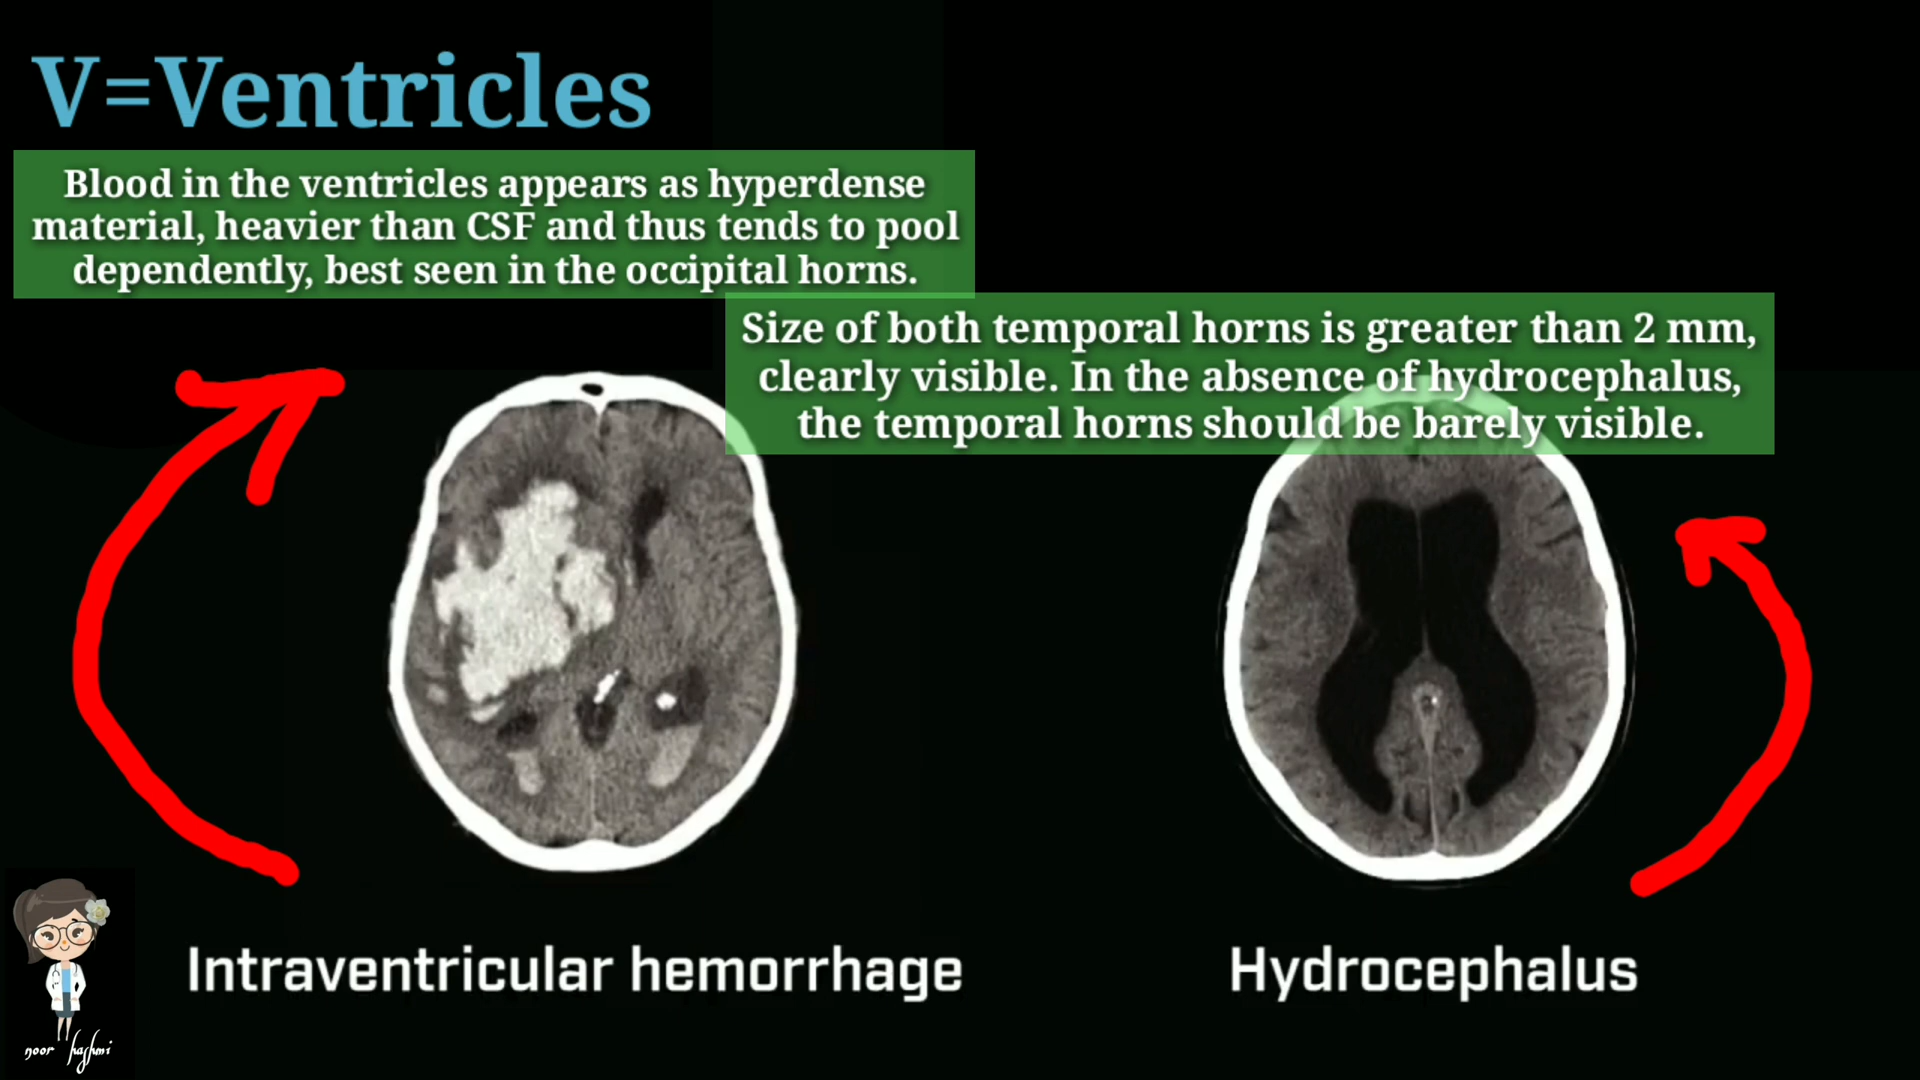 V=Ventricles
Blood in the ventricles appears as hyperdense
material, heavier than CSF and thus tends to pool
dependently, best seen in the occipital horns.
Size of both temporal horns is greater than 2 mm,
clearly visible. In the absence of hydrocephalus,
the temporal horns should be barely visible.
Intraventricular hemorrhage
Hydrocephalus
noor hashmi